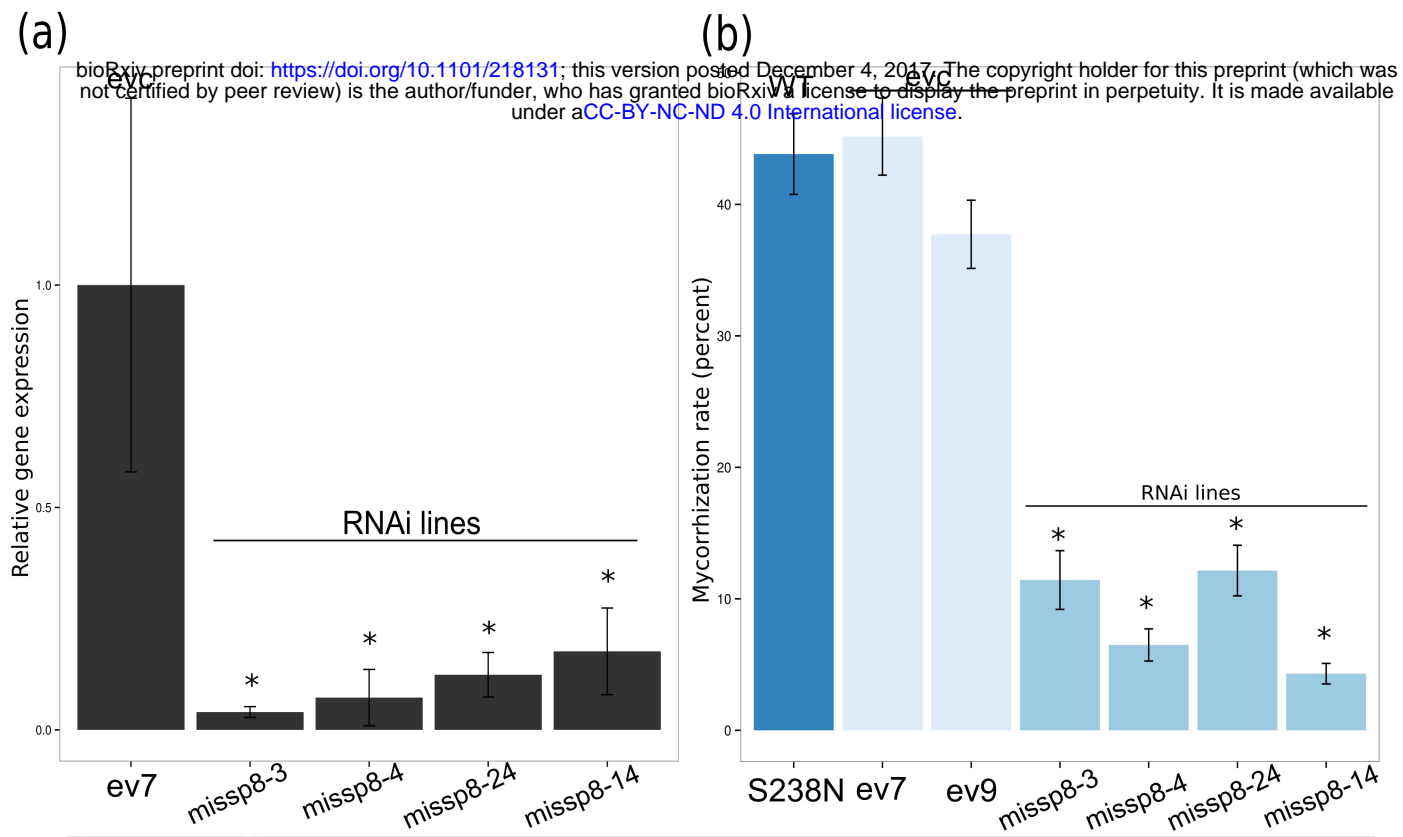 (a)
(b)
bioRxiv preprint doi: https://doi.org/10.1101/218131; this version posted December 4, 2017. The copyright holder for this preprint (which was
not certified by peer review) is the author/funder, who has granted bioRxiv a license to display the preprint in perpetuity. It is made available
under aCC-BY-NC-ND 4.0 International license.
evc
Relative gene expression
1.0
0.5
0.0
RNAi lines
*
*
*
*
ev7
missp8-3
missp8-4
missp8-24
missp8-14
WT
evc
Mycorrhization rate (percent)
50
40
30
20
10
0
RNAi lines
*
*
*
*
S238N
ev7
ev9
missp8-3
missp8-4
missp8-24
missp8-14